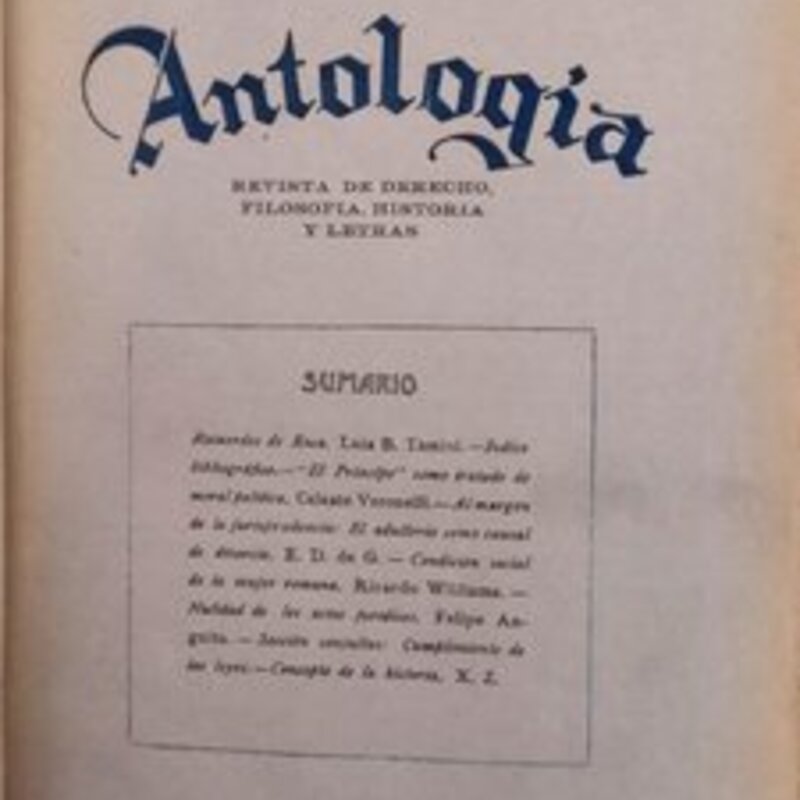 Antología
REVISTA DE DERECHO,
FILOSOFIA, HISTORIA
Y LETRAS
SUMARIO
Recuerdos de Roca, Luis B. Tamini.—Indice
bibliográfico.—"El Príncipe" como tratado de
moral política, Celeste Veronelli.—Al margen
de la jurisprudencia: El adulterio como causal
de divorcio, E. D. de G. — Condición social
de la mujer romana, Ricardo Williams. —
Nulidad de los actos jurídicos, Felipe An-
guita. — Sección consultas: Cumplimiento de
las leyes.—Concepto de la historia, X. Z.